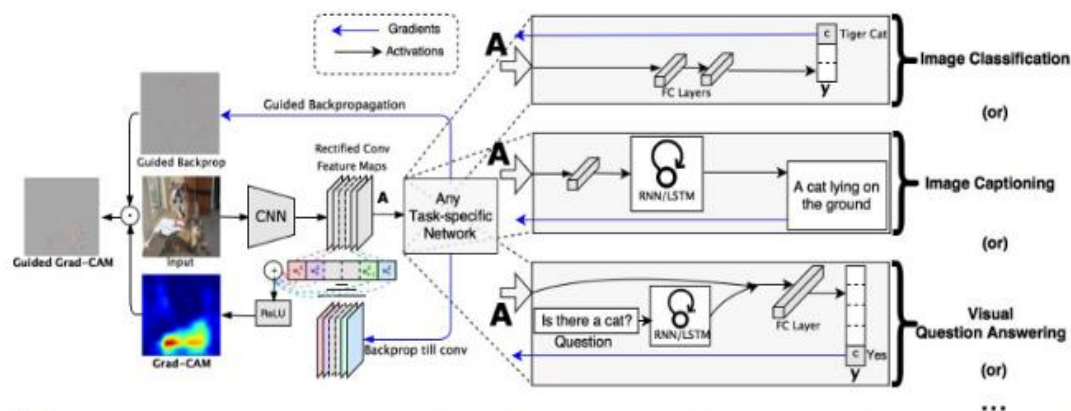 Gradients
Activations
Guided Backpropagation
Guided Backprop
Rectified Conv
Feature Maps
A
CNN
Any
Task-specific
Network
Input
Guided Grad-CAM
+
ReLU
Grad-CAM
Backprop till conv
A
FC Layers
c
Tiger Cat
y
Image Classification
(or)
A
RNN/LSTM
A cat lying on
the ground
Image Captioning
(or)
A
Is there a cat?
Question
RNN/LSTM
FC Layer
c
Yes
y
Visual
Question Answering
(or)
...